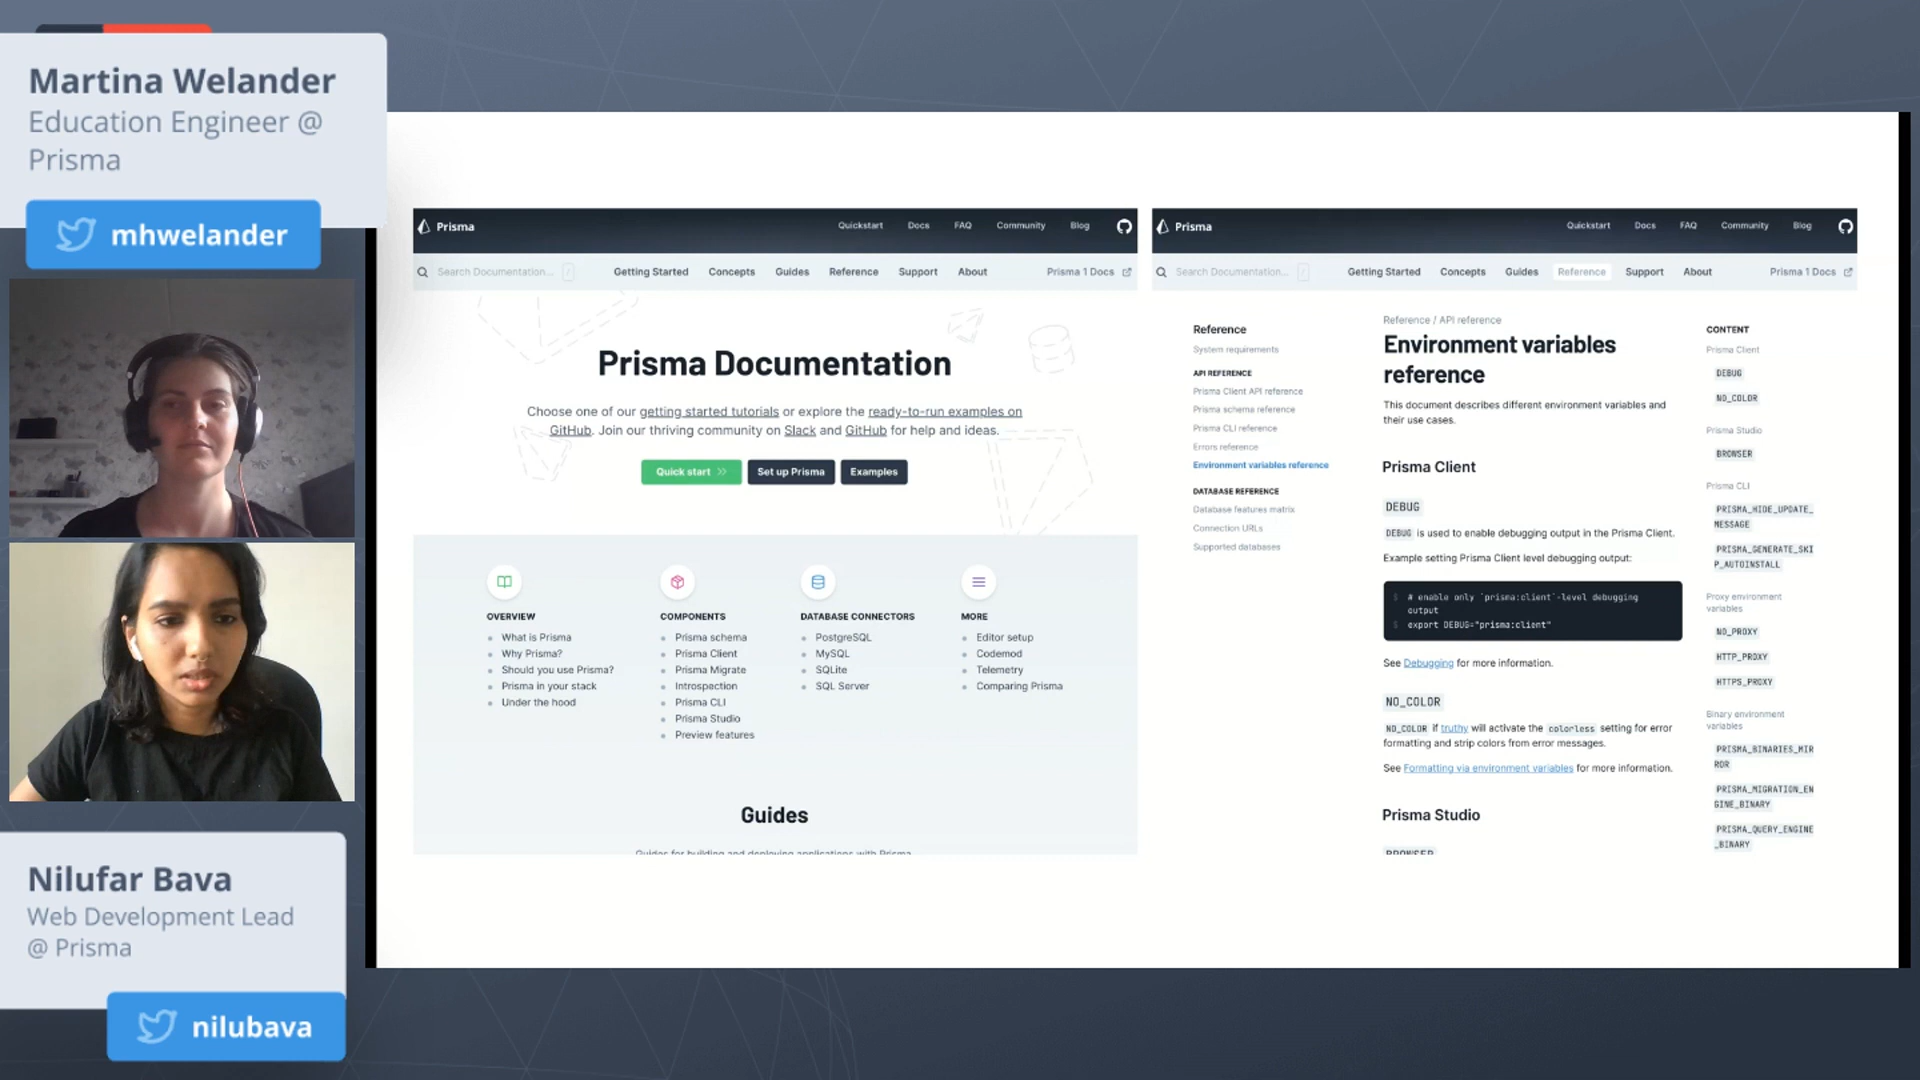 Martina Welander
Education Engineer @
Prisma
mhwelander
Nilufar Bava
Web Development Lead
@ Prisma
nilubava
Prisma
Quickstart Docs FAQ Community Blog
Search Documentation... /
Getting Started Concepts Guides Reference Support About Prisma 1 Docs
Prisma Documentation
Choose one of our getting started tutorials or explore the ready-to-run examples on
GitHub. Join our thriving community on Slack and GitHub for help and ideas.
Quick start Set up Prisma Examples
OVERVIEW
What is Prisma
Why Prisma?
Should you use Prisma?
Prisma in your stack
Under the hood
COMPONENTS
Prisma schema
Prisma Client
Prisma Migrate
Introspection
Prisma CLI
Prisma Studio
Preview features
DATABASE CONNECTORS
PostgreSQL
MySQL
SQLite
SQL Server
MORE
Editor setup
Codemod
Telemetry
Comparing Prisma
Guides
Guides for building and deploying applications with Prisma
Prisma
Quickstart Docs FAQ Community Blog
Search Documentation... /
Getting Started Concepts Guides Reference Support About Prisma 1 Docs
Reference
System requirements
API REFERENCE
Prisma Client API reference
Prisma schema reference
Prisma CLI reference
Errors reference
Environment variables reference
DATABASE REFERENCE
Database features matrix
Connection URLs
Supported databases
Reference / API reference
Environment variables
reference
This document describes different environment variables and
their use cases.
Prisma Client
DEBUG
DEBUG is used to enable debugging output in the Prisma Client.
Example setting Prisma Client level debugging output:
$ # enable only `prisma:client`-level debugging
output
$ export DEBUG="prisma:client"
See Debugging for more information.
NO_COLOR
NO_COLOR if truthy will activate the colorless setting for error
formatting and strip colors from error messages.
See Formatting via environment variables for more information.
Prisma Studio
BROWSER
CONTENT
Prisma Client
DEBUG
NO_COLOR
Prisma Studio
BROWSER
Prisma CLI
PRISMA_HIDE_UPDATE_
MESSAGE
PRISMA_GENERATE_SKI
P_AUTOINSTALL
Proxy environment
variables
NO_PROXY
HTTP_PROXY
HTTPS_PROXY
Binary environment
variables
PRISMA_BINARIES_MIR
ROR
PRISMA_MIGRATION_EN
GINE_BINARY
PRISMA_QUERY_ENGINE
_BINARY